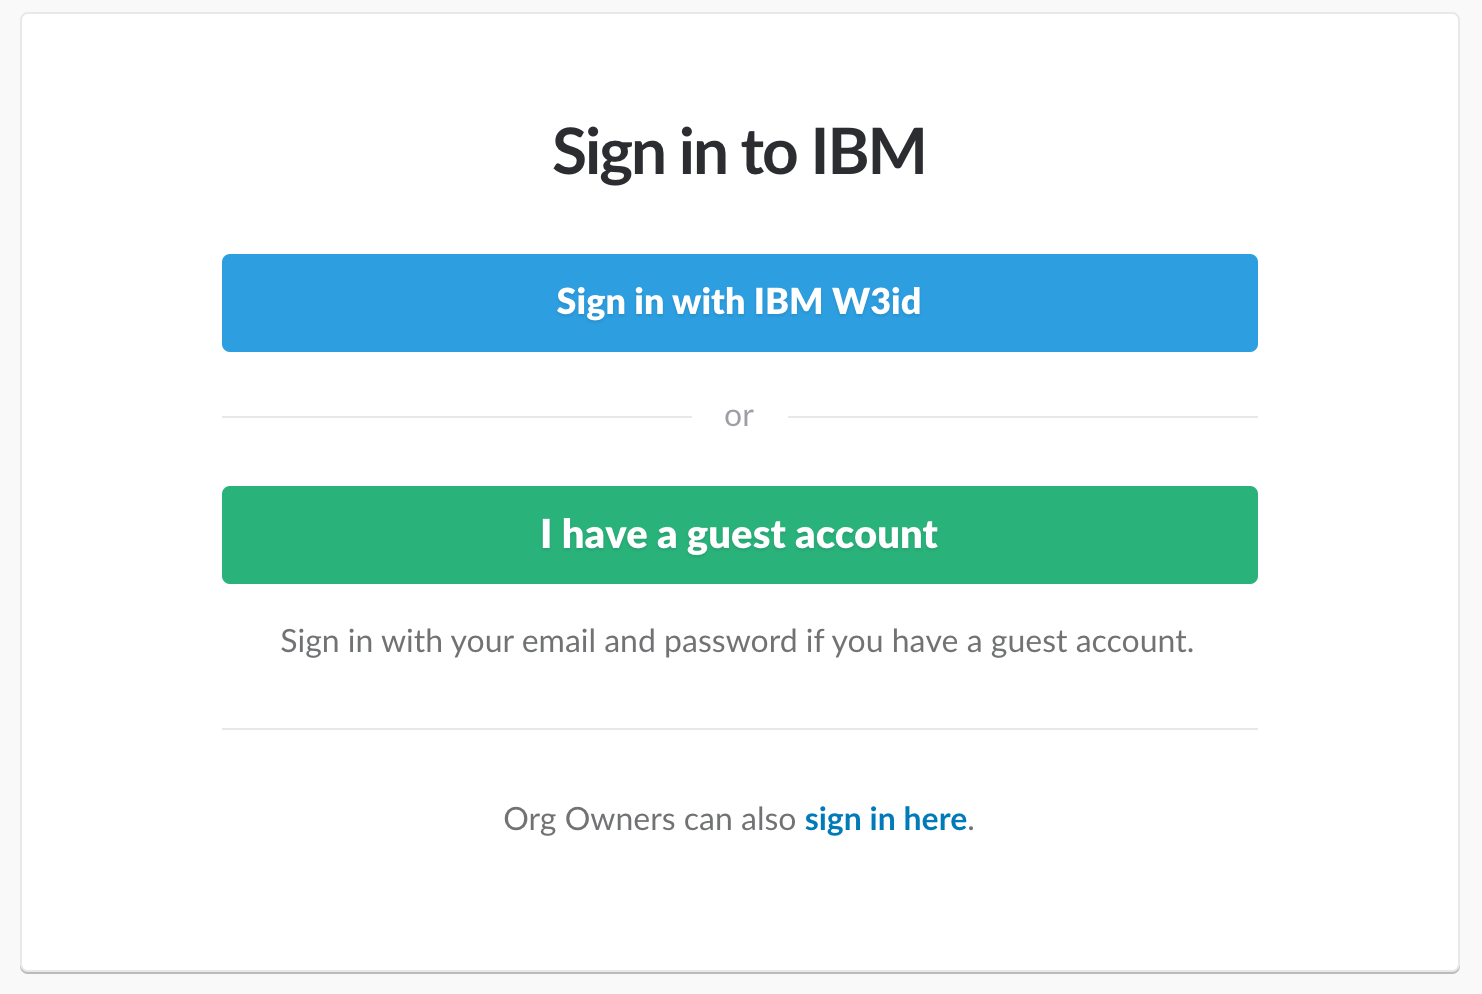 Sign in to IBM
Sign in with IBM W3id
or
I have a guest account
Sign in with your email and password if you have a guest account.
Org Owners can also sign in here.